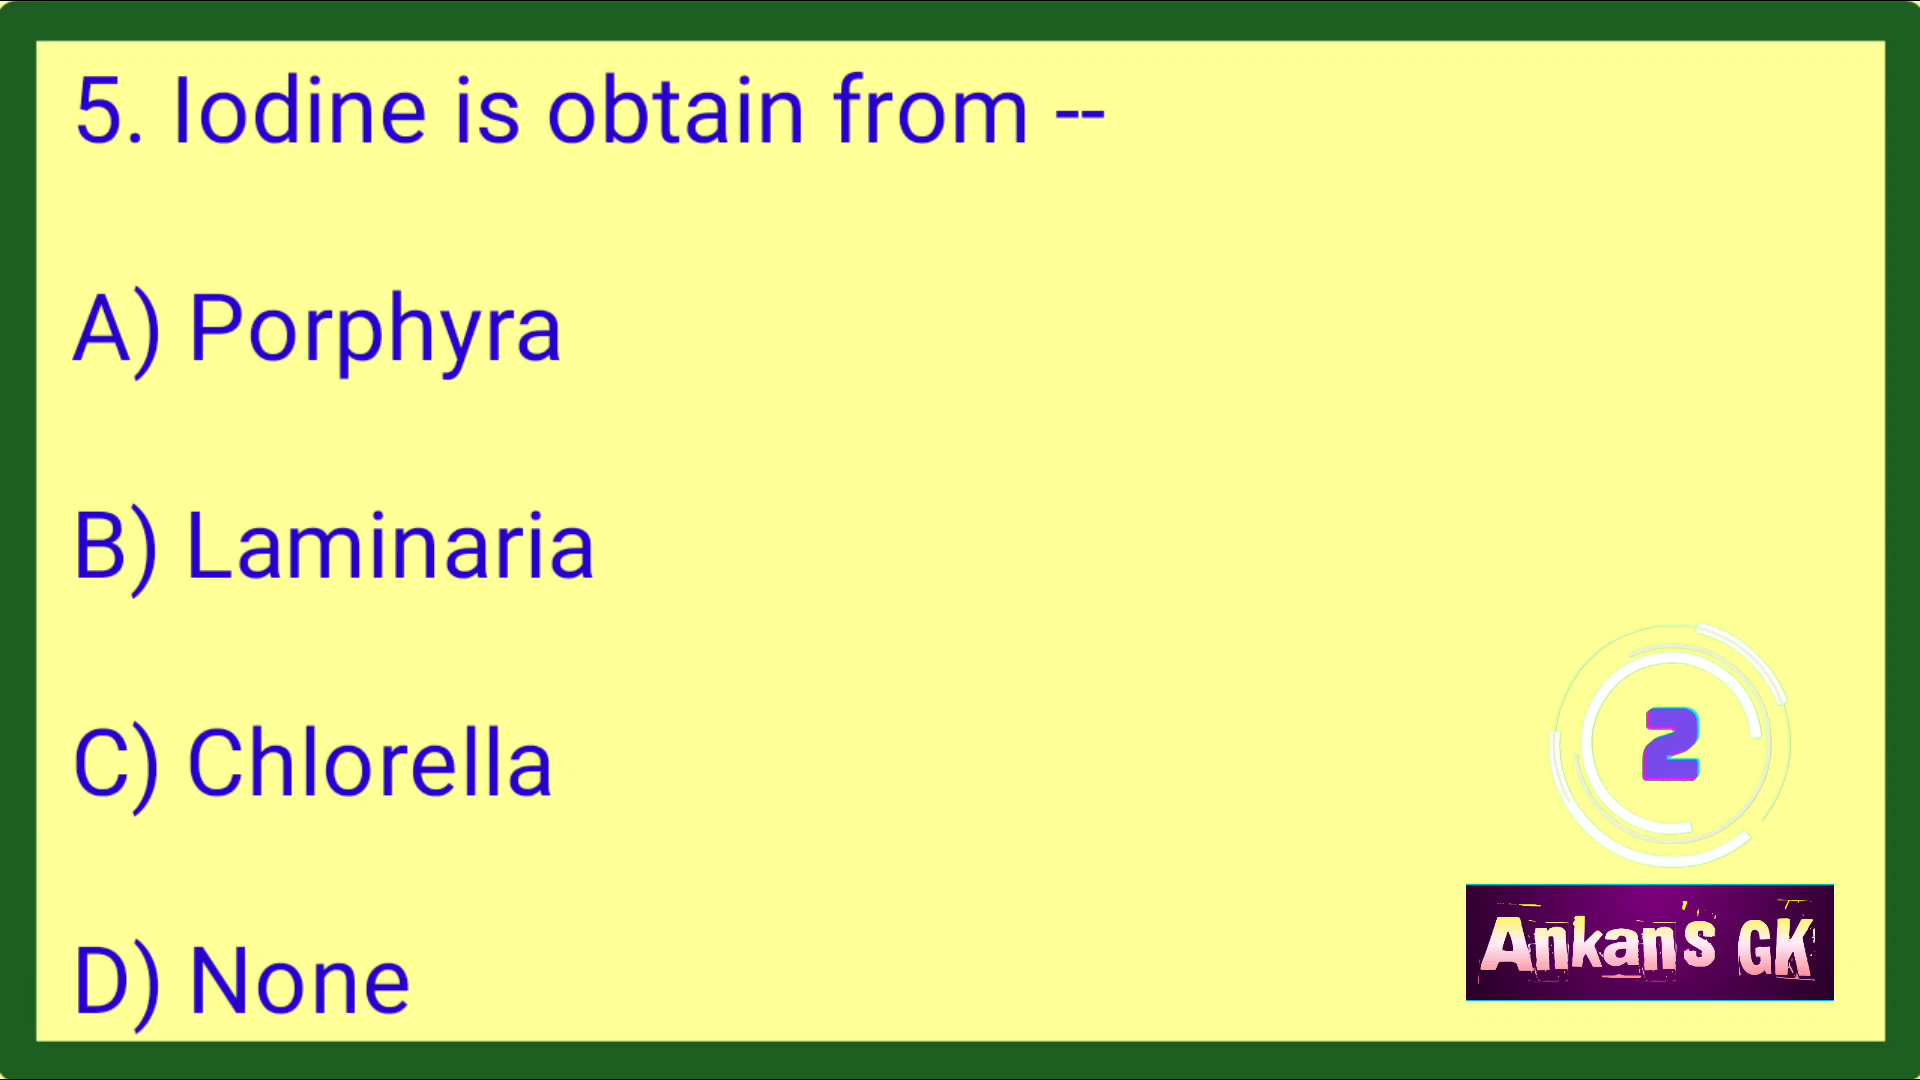 5. Iodine is obtain from --
A) Porphyra
B) Laminaria
C) Chlorella
2
D) None
Ankan's GK